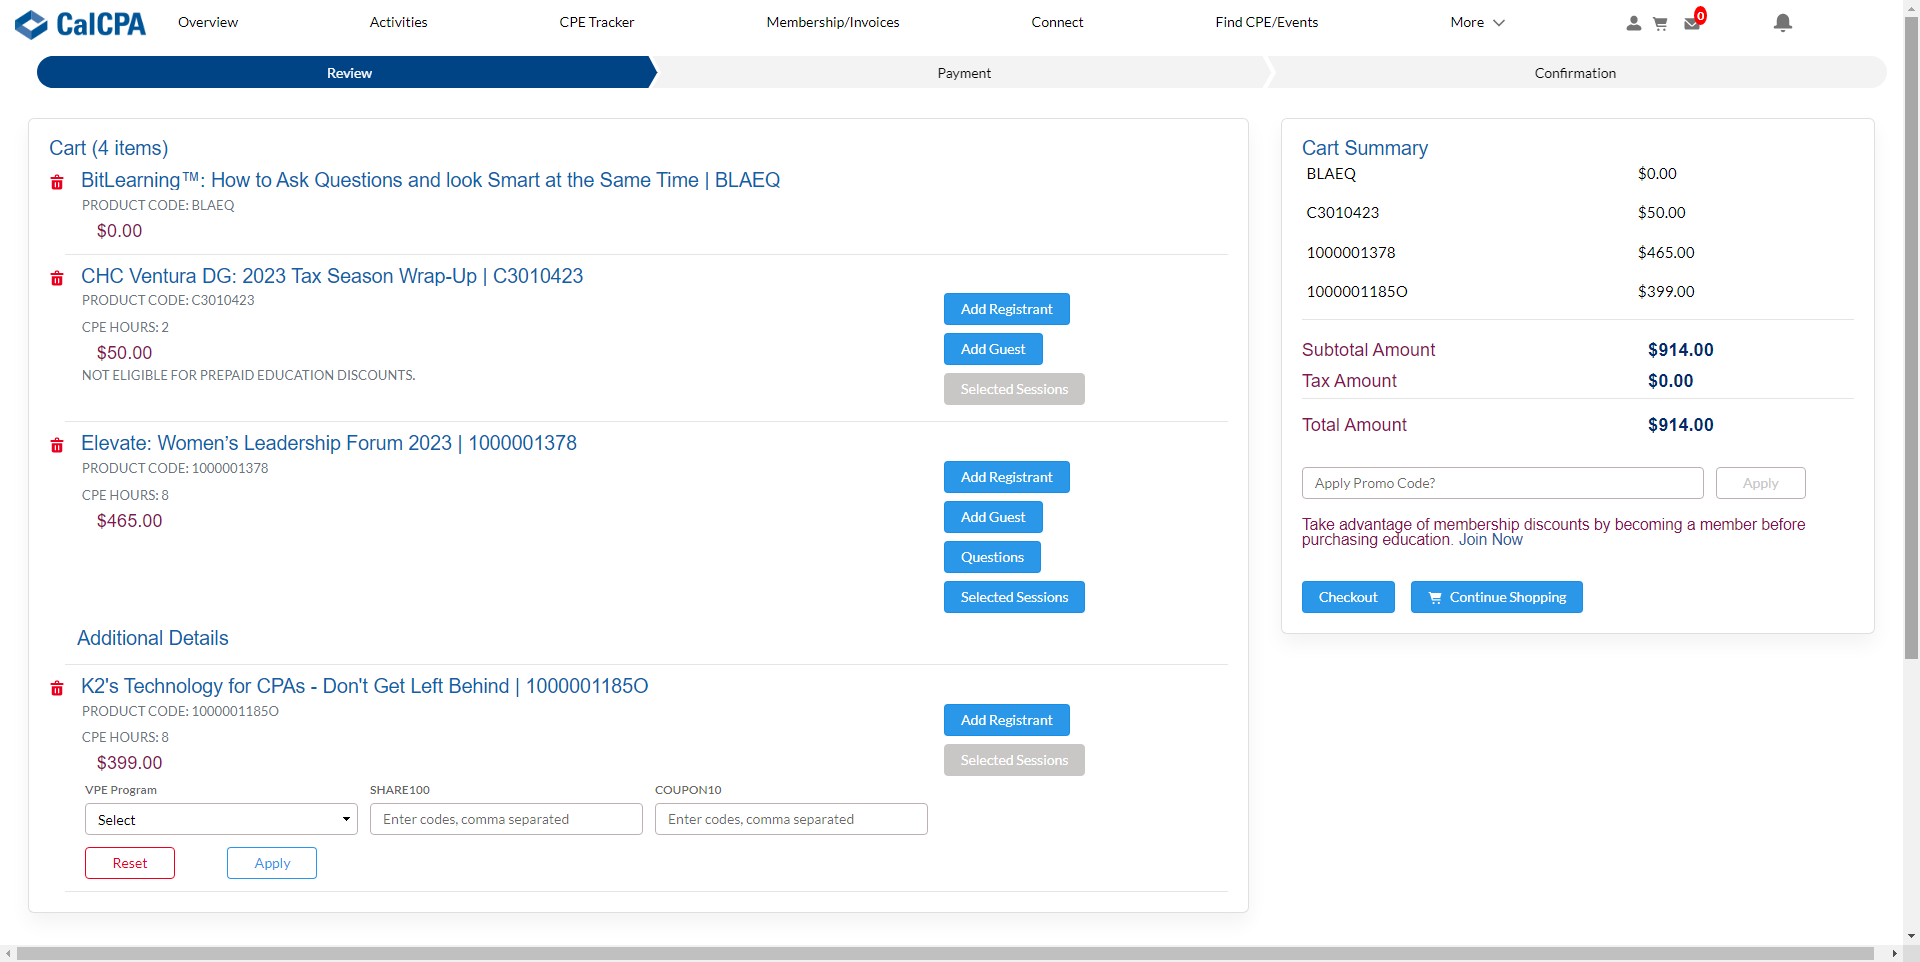 CalCPA
Overview
Activities
CPE Tracker
Membership/Invoices
Connect
Find CPE/Events
More
0
Review
Payment
Confirmation
Cart (4 items)
BitLearning™: How to Ask Questions and look Smart at the Same Time | BLAEQ
PRODUCT CODE: BLAEQ
$0.00
CHC Ventura DG: 2023 Tax Season Wrap-Up | C3010423
PRODUCT CODE: C3010423
CPE HOURS: 2
$50.00
NOT ELIGIBLE FOR PREPAID EDUCATION DISCOUNTS.
Add Registrant
Add Guest
Selected Sessions
Elevate: Women’s Leadership Forum 2023 | 1000001378
PRODUCT CODE: 1000001378
CPE HOURS: 8
$465.00
Add Registrant
Add Guest
Questions
Selected Sessions
Additional Details
K2's Technology for CPAs - Don't Get Left Behind | 1000001185O
PRODUCT CODE: 1000001185O
CPE HOURS: 8
$399.00
Add Registrant
Selected Sessions
VPE Program
SHARE100
COUPON10
Select
Enter codes, comma separated
Enter codes, comma separated
Reset
Apply
Cart Summary
BLAEQ $0.00
C3010423 $50.00
1000001378 $465.00
1000001185O $399.00
Subtotal Amount $914.00
Tax Amount $0.00
Total Amount $914.00
Apply Promo Code?
Apply
Take advantage of membership discounts by becoming a member before
purchasing education. Join Now
Checkout
Continue Shopping